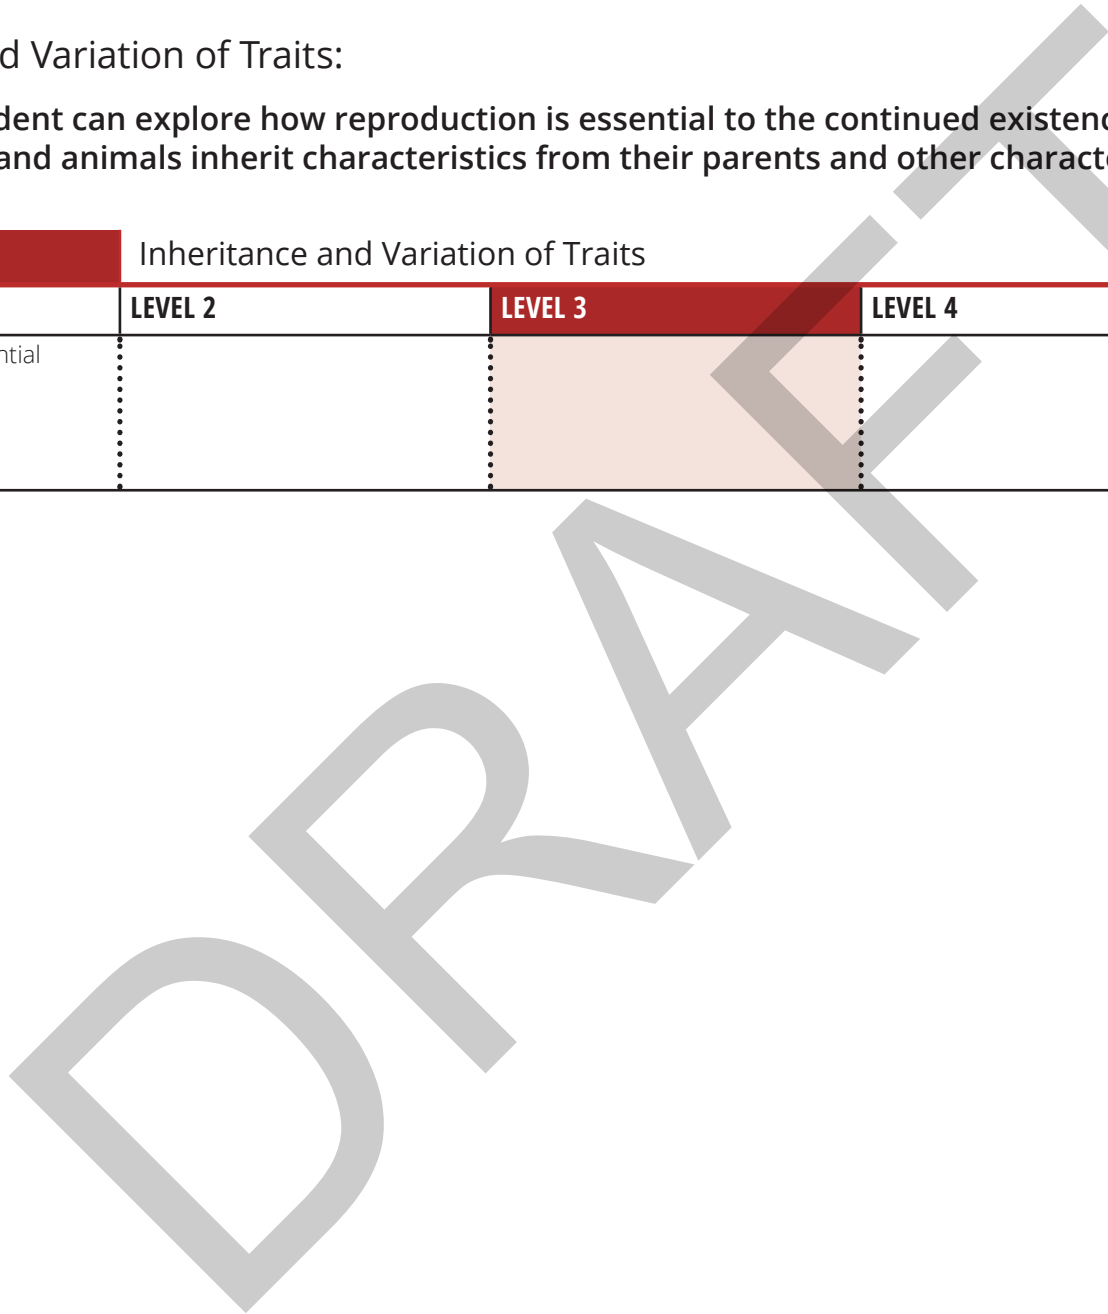 d Variation of Traits:
dent can explore how reproduction is essential to the continued existenc
and animals inherit characteristics from their parents and other characte
Inheritance and Variation of Traits
LEVEL 2 LEVEL 3 LEVEL 4
ntial
DRAFT